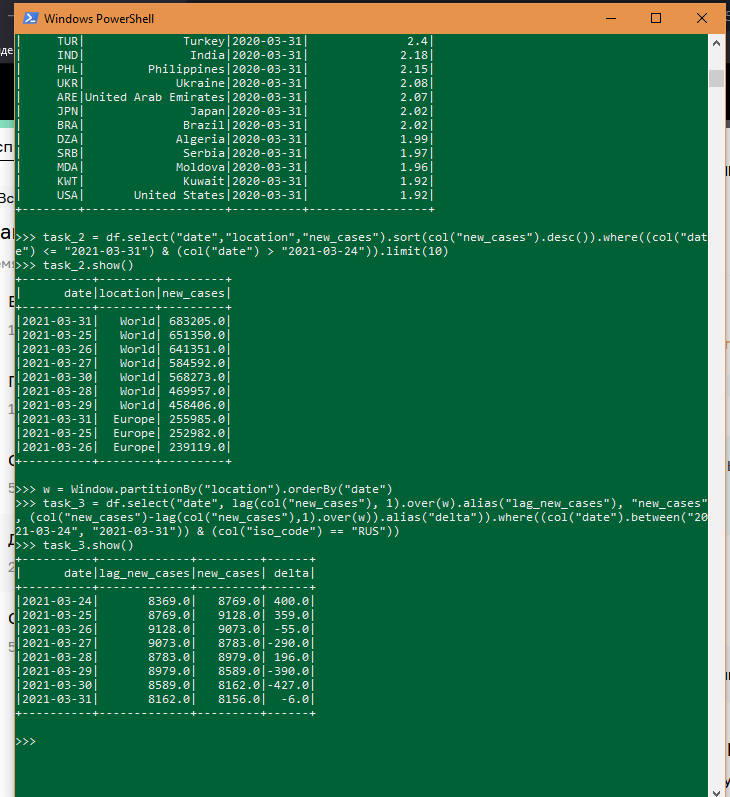 Windows PowerShell
|     TUR|              Turkey|2020-03-31|             2.4|
|     IND|               India|2020-03-31|            2.18|
|     PHL|         Philippines|2020-03-31|            2.15|
|     UKR|             Ukraine|2020-03-31|            2.08|
|     ARE|United Arab Emirates|2020-03-31|            2.07|
|     JPN|               Japan|2020-03-31|            2.02|
|     BRA|              Brazil|2020-03-31|            2.02|
|     DZA|             Algeria|2020-03-31|            1.99|
|     SRB|              Serbia|2020-03-31|            1.97|
|     MDA|             Moldova|2020-03-31|            1.96|
|     KWT|              Kuwait|2020-03-31|            1.92|
|     USA|       United States|2020-03-31|            1.92|
+--------+--------------------+----------+----------------+
>>> task_2 = df.select("date","location","new_cases").sort(col("new_cases").desc()).where((col("dat
e") <= "2021-03-31") & (col("date") > "2021-03-24")).limit(10)
>>> task_2.show()
+----------+--------+---------+
|      date|location|new_cases|
+----------+--------+---------+
|2021-03-31|   World| 683205.0|
|2021-03-25|   World| 651350.0|
|2021-03-26|   World| 641351.0|
|2021-03-27|   World| 584592.0|
|2021-03-30|   World| 568273.0|
|2021-03-28|   World| 469957.0|
|2021-03-29|   World| 458406.0|
|2021-03-31|  Europe| 255985.0|
|2021-03-25|  Europe| 252982.0|
|2021-03-26|  Europe| 239119.0|
+----------+--------+---------+
>>> w = Window.partitionBy("location").orderBy("date")
>>> task_3 = df.select("date", lag(col("new_cases"), 1).over(w).alias("lag_new_cases"), "new_cases"
, (col("new_cases")-lag(col("new_cases"),1).over(w)).alias("delta")).where((col("date").between("20
21-03-24", "2021-03-31")) & (col("iso_code") == "RUS"))
>>> task_3.show()
+----------+-------------+---------+------+
|      date|lag_new_cases|new_cases| delta|
+----------+-------------+---------+------+
|2021-03-24|       8369.0|   8769.0| 400.0|
|2021-03-25|       8769.0|   9128.0| 359.0|
|2021-03-26|       9128.0|   9073.0| -55.0|
|2021-03-27|       9073.0|   8783.0|-290.0|
|2021-03-28|       8783.0|   8979.0| 196.0|
|2021-03-29|       8979.0|   8589.0|-390.0|
|2021-03-30|       8589.0|   8162.0|-427.0|
|2021-03-31|       8162.0|   8156.0|  -6.0|
+----------+-------------+---------+------+
>>>